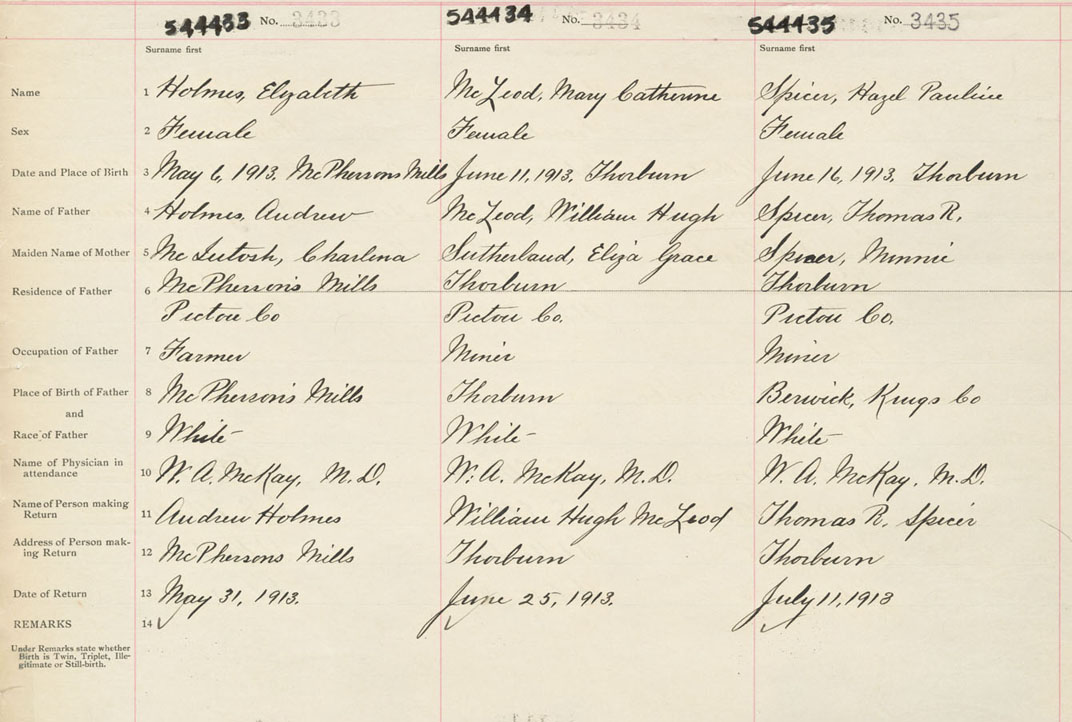 544433 No. 3433 544434 No. 3434 544435 No. 3435
Surname first Surname first Surname first
Name 1 Holmes, Elizabeth McLeod, Mary Catherine Spicer, Hazel Pauline
Sex 2 Female Female Female
Date and Place of Birth 3 May 6, 1913. McPhersons Mills June 11, 1913. Thorburn June 16, 1913. Thorburn
Name of Father 4 Holmes, Andrew McLeod, William Hugh Spicer, Thomas R.
Maiden Name of Mother 5 McIntosh, Charlena Sutherland, Eliza Grace Spicer, Minnie
Residence of Father 6 McPherson's Mills Thorburn Thorburn
Pictou Co Pictou Co. Pictou Co.
Occupation of Father 7 Farmer Miner Miner
Place of Birth of Father 8 McPherson's Mills Thorburn Berwick, Kings Co
and
Race of Father 9 White White White
Name of Physician in
attendance 10 W. A. McKay, M.D. W. A. McKay, M.D. W. A. McKay, M.D.
Name of Person making
Return 11 Andrew Holmes William Hugh McLeod Thomas R. Spicer
Address of Person mak-
ing Return 12 McPhersons Mills Thorburn Thorburn
Date of Return 13 May 31, 1913. June 25, 1913. July 11, 1913
REMARKS 14
Under Remarks state whether
Birth is Twin, Triplet, Ille-
gitimate or Still-birth.